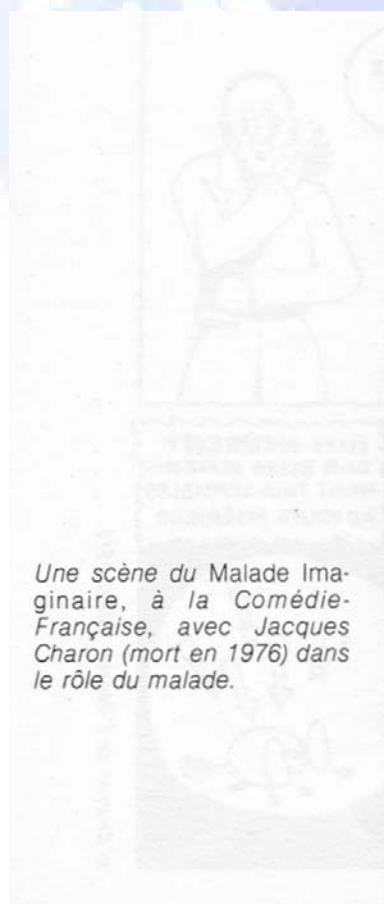 Une scène du Malade Ima-
ginaire, à la Comédie-
Française, avec Jacques
Charon (mort en 1976) dans
le rôle du malade.